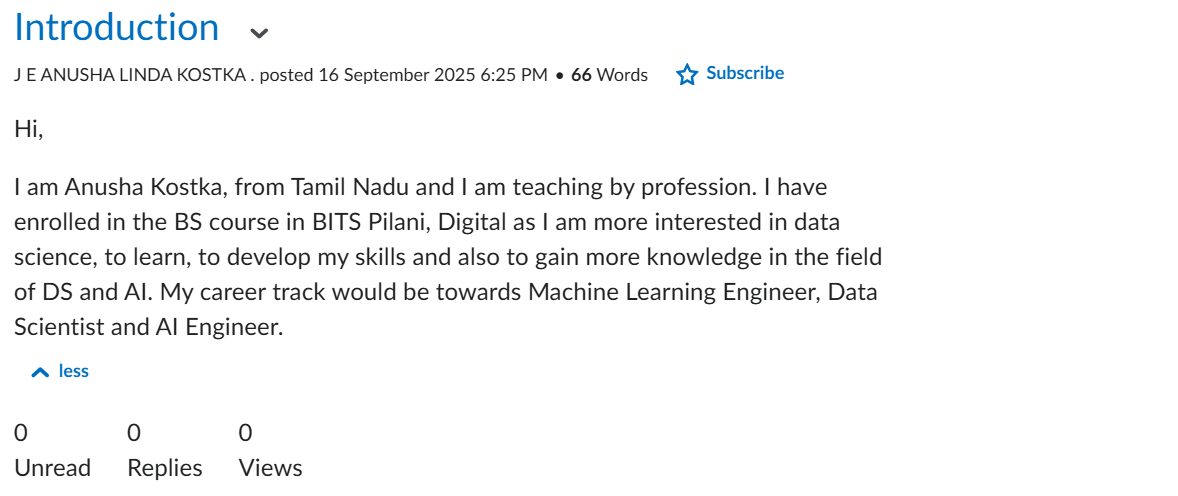 Introduction
J E ANUSHA LINDA KOSTKA . posted 16 September 2025 6:25 PM • 66 Words Subscribe
Hi,
I am Anusha Kostka, from Tamil Nadu and I am teaching by profession. I have
enrolled in the BS course in BITS Pilani, Digital as I am more interested in data
science, to learn, to develop my skills and also to gain more knowledge in the field
of DS and AI. My career track would be towards Machine Learning Engineer, Data
Scientist and AI Engineer.
less
0 0 0
Unread Replies Views